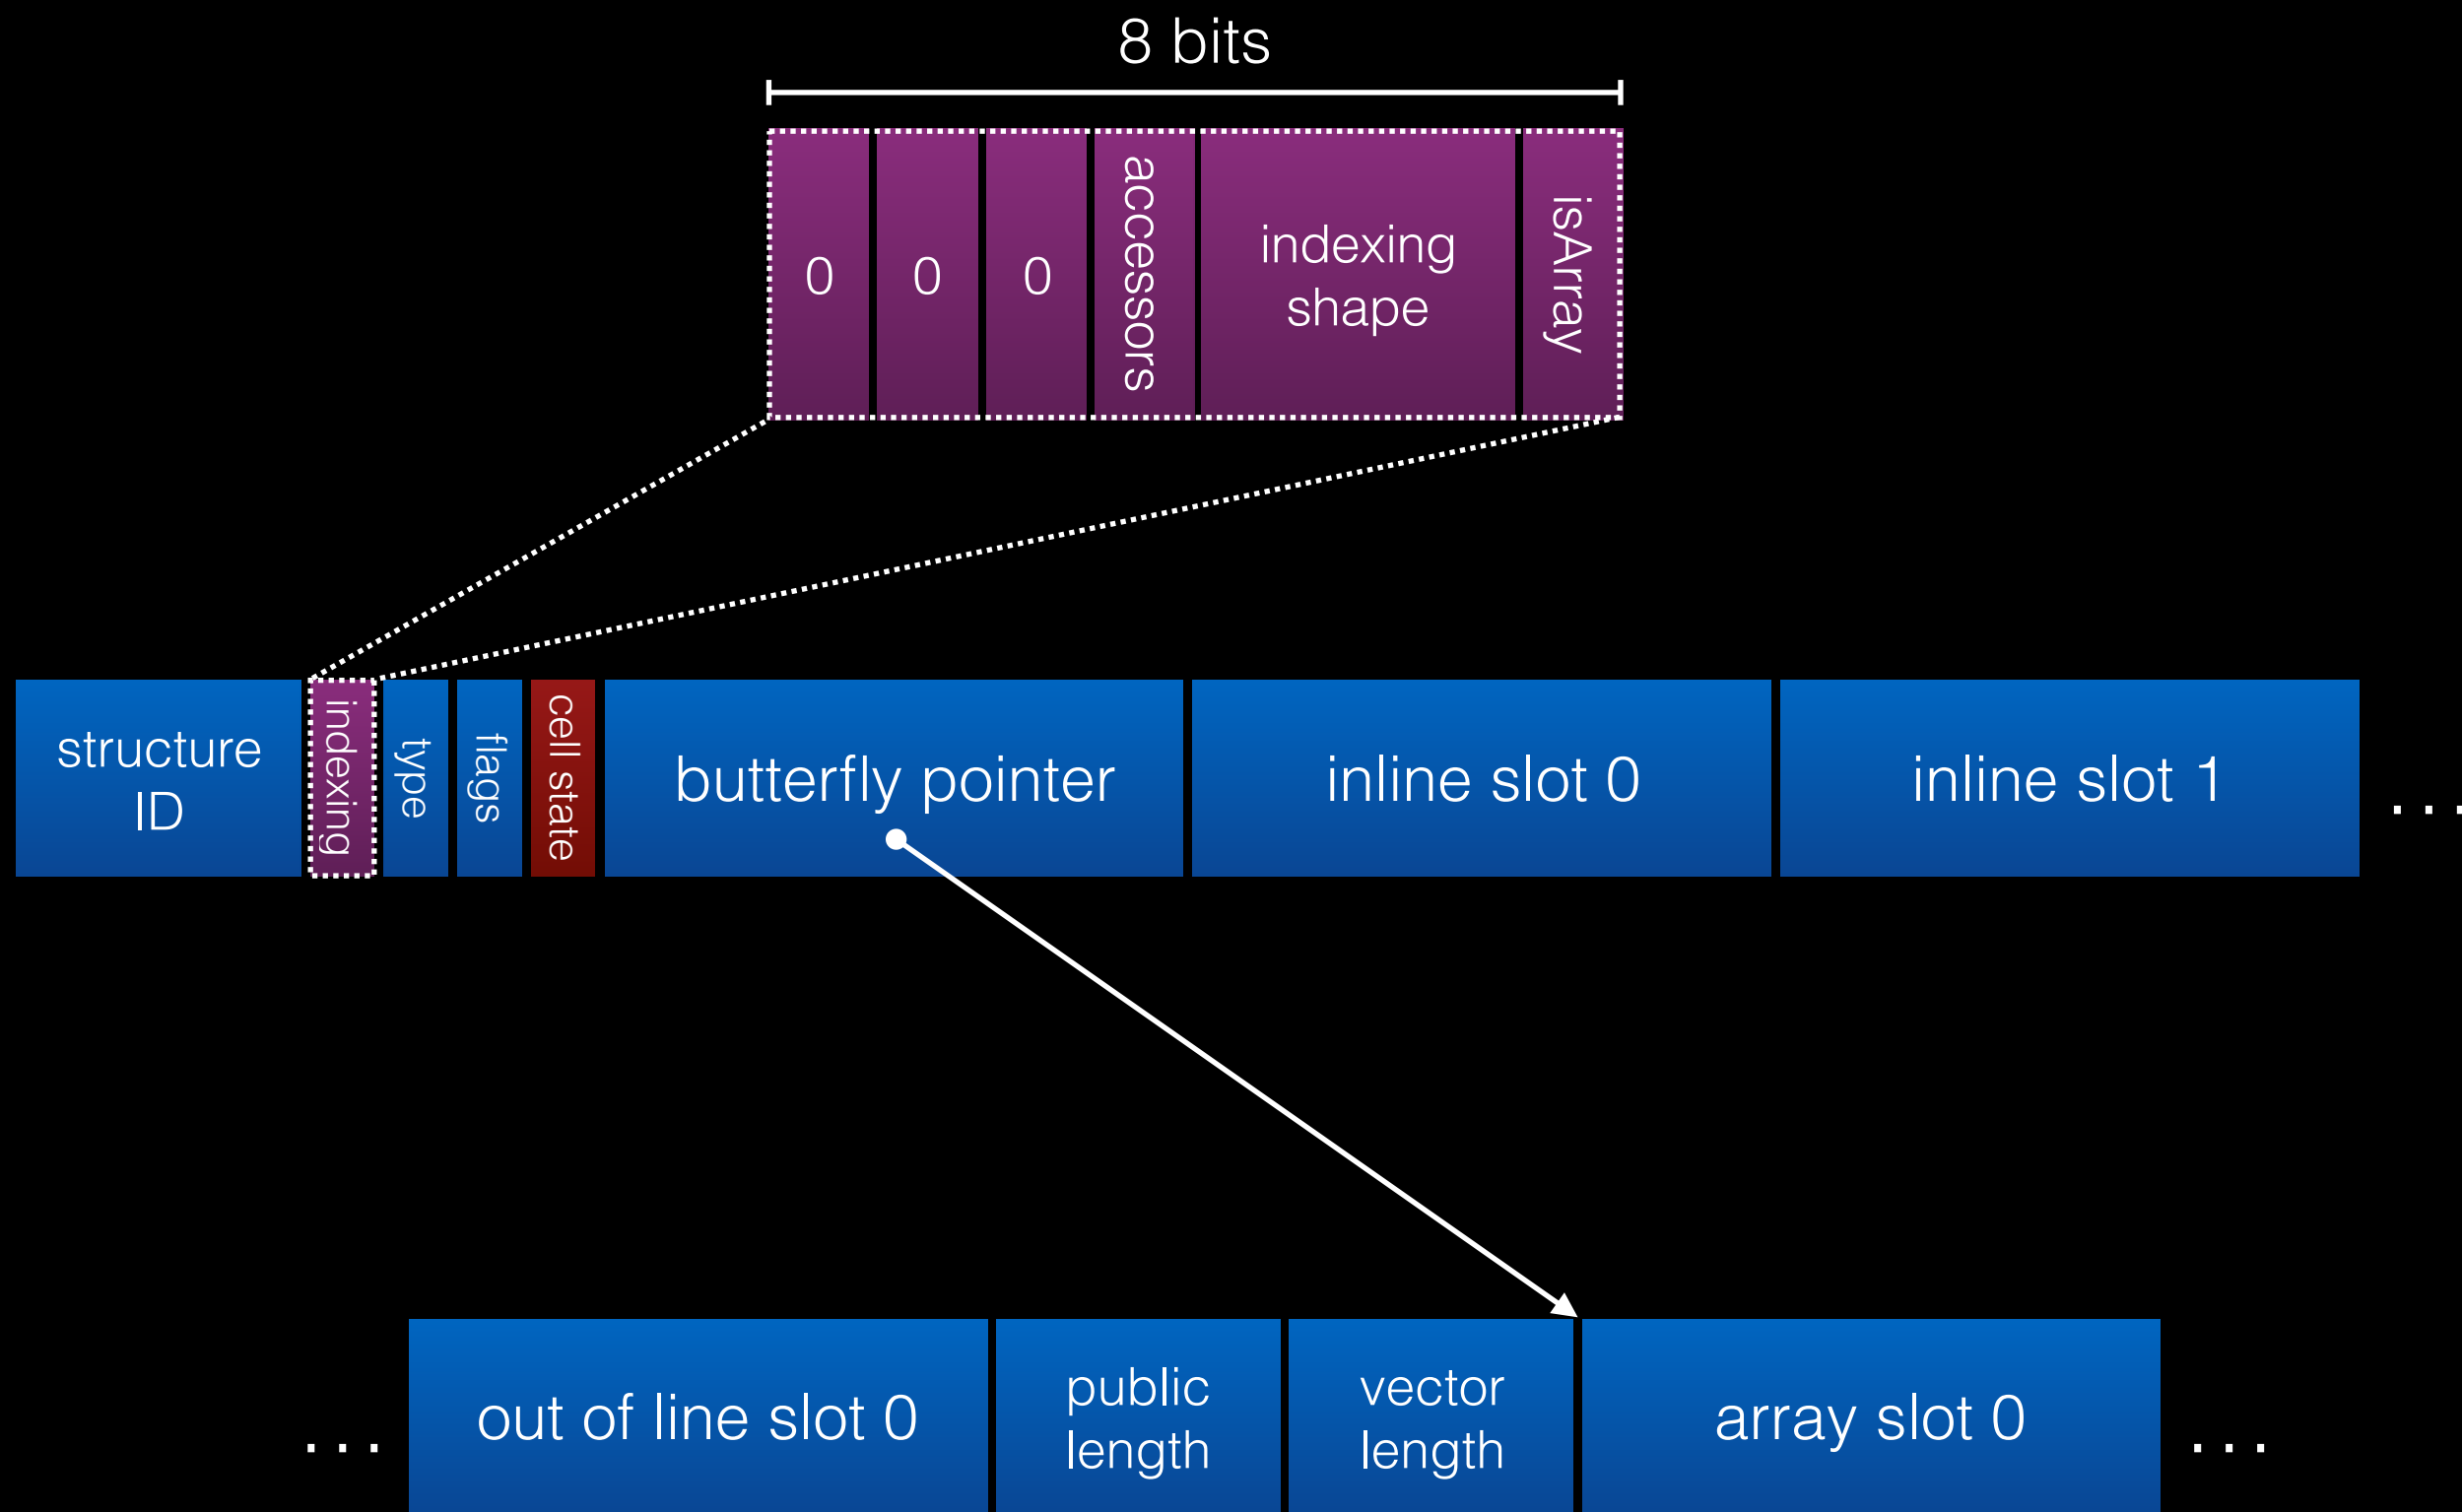 8 bits
0
0
0
accessors
indexing
shape
isArray
structure
ID
indexing
type
flags
cell state
butterfly pointer
inline slot 0
inline slot 1
...
...
out of line slot 0
public
length
vector
length
array slot 0
...